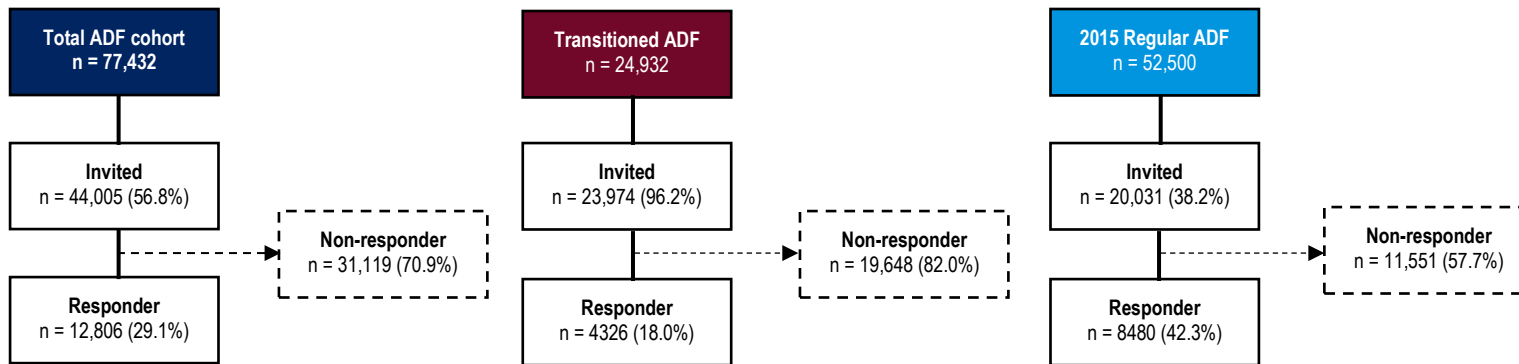 Total ADF cohort
n = 77,432
Invited
n = 44,005 (56.8%)
Non-responder
n = 31,119 (70.9%)
Responder
n = 12,806 (29.1%)
Transitioned ADF
n = 24,932
Invited
n = 23,974 (96.2%)
Non-responder
n = 19,648 (82.0%)
Responder
n = 4326 (18.0%)
2015 Regular ADF
n = 52,500
Invited
n = 20,031 (38.2%)
Non-responder
n = 11,551 (57.7%)
Responder
n = 8480 (42.3%)